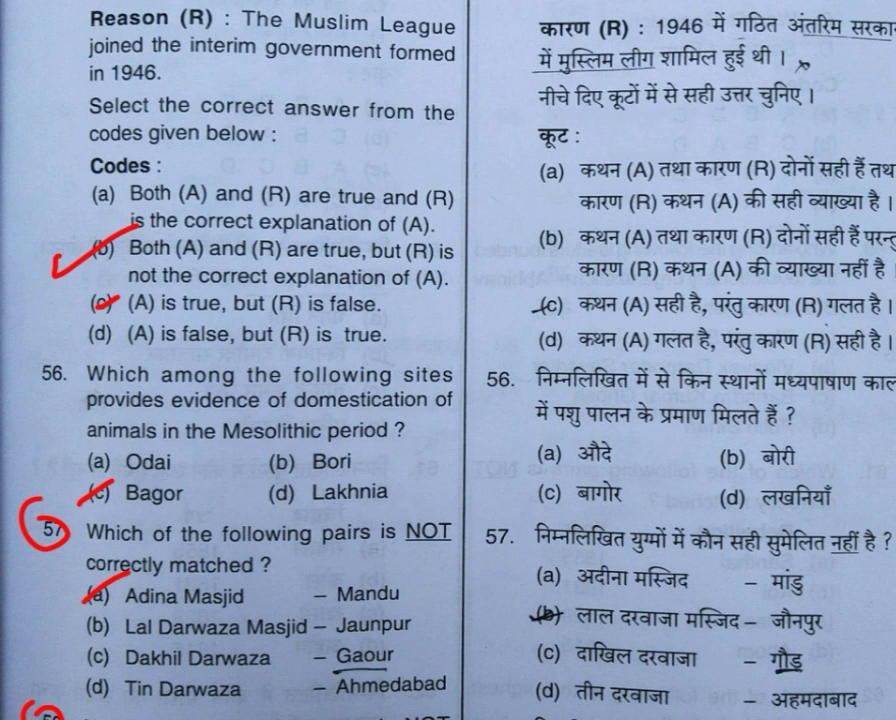 Reason (R) : The Muslim League
joined the interim government formed
in 1946.
Select the correct answer from the
codes given below :
Codes :
(a) Both (A) and (R) are true and (R)
is the correct explanation of (A).
(b) Both (A) and (R) are true, but (R) is
not the correct explanation of (A).
(c) (A) is true, but (R) is false.
(d) (A) is false, but (R) is true.
56. Which among the following sites
provides evidence of domestication of
animals in the Mesolithic period ?
(a) Odai (b) Bori
(c) Bagor (d) Lakhnia
57. Which of the following pairs is NOT
correctly matched ?
(a) Adina Masjid – Mandu
(b) Lal Darwaza Masjid – Jaunpur
(c) Dakhil Darwaza – Gaour
(d) Tin Darwaza – Ahmedabad
कारण (R) : 1946 में गठित अंतरिम
में मुस्लिम लीग शामिल हुई थी ।
नीचे दिए कूटों में से सही उत्तर चुनिए ।
कूट :
(a) कथन (A) तथा कारण (R) दोनों सही हैं
कारण (R) कथन (A) की सही व्याख्या है ।
(b) कथन (A) तथा कारण (R) दोनों सही हैं
कारण (R) कथन (A) की व्याख्या नहीं है
(c) कथन (A) सही है, परंतु कारण (R) गलत है ।
(d) कथन (A) गलत है, परंतु कारण (R) सही है ।
56. निम्नलिखित में से किन स्थानों मध्यपाषाण
में पशु पालन के प्रमाण मिलते हैं ?
(a) औदे (b) बोरी
(c) बागोर (d) लखनियाँ
57. निम्नलिखित युग्मों में कौन सही सुमेलित नहीं है ?
(a) अदीना मस्जिद – मांडु
(b) लाल दरवाजा मस्जिद – जौनपुर
(c) दाखिल दरवाजा – गौड़
(d) तीन दरवाजा – अहमदाबाद